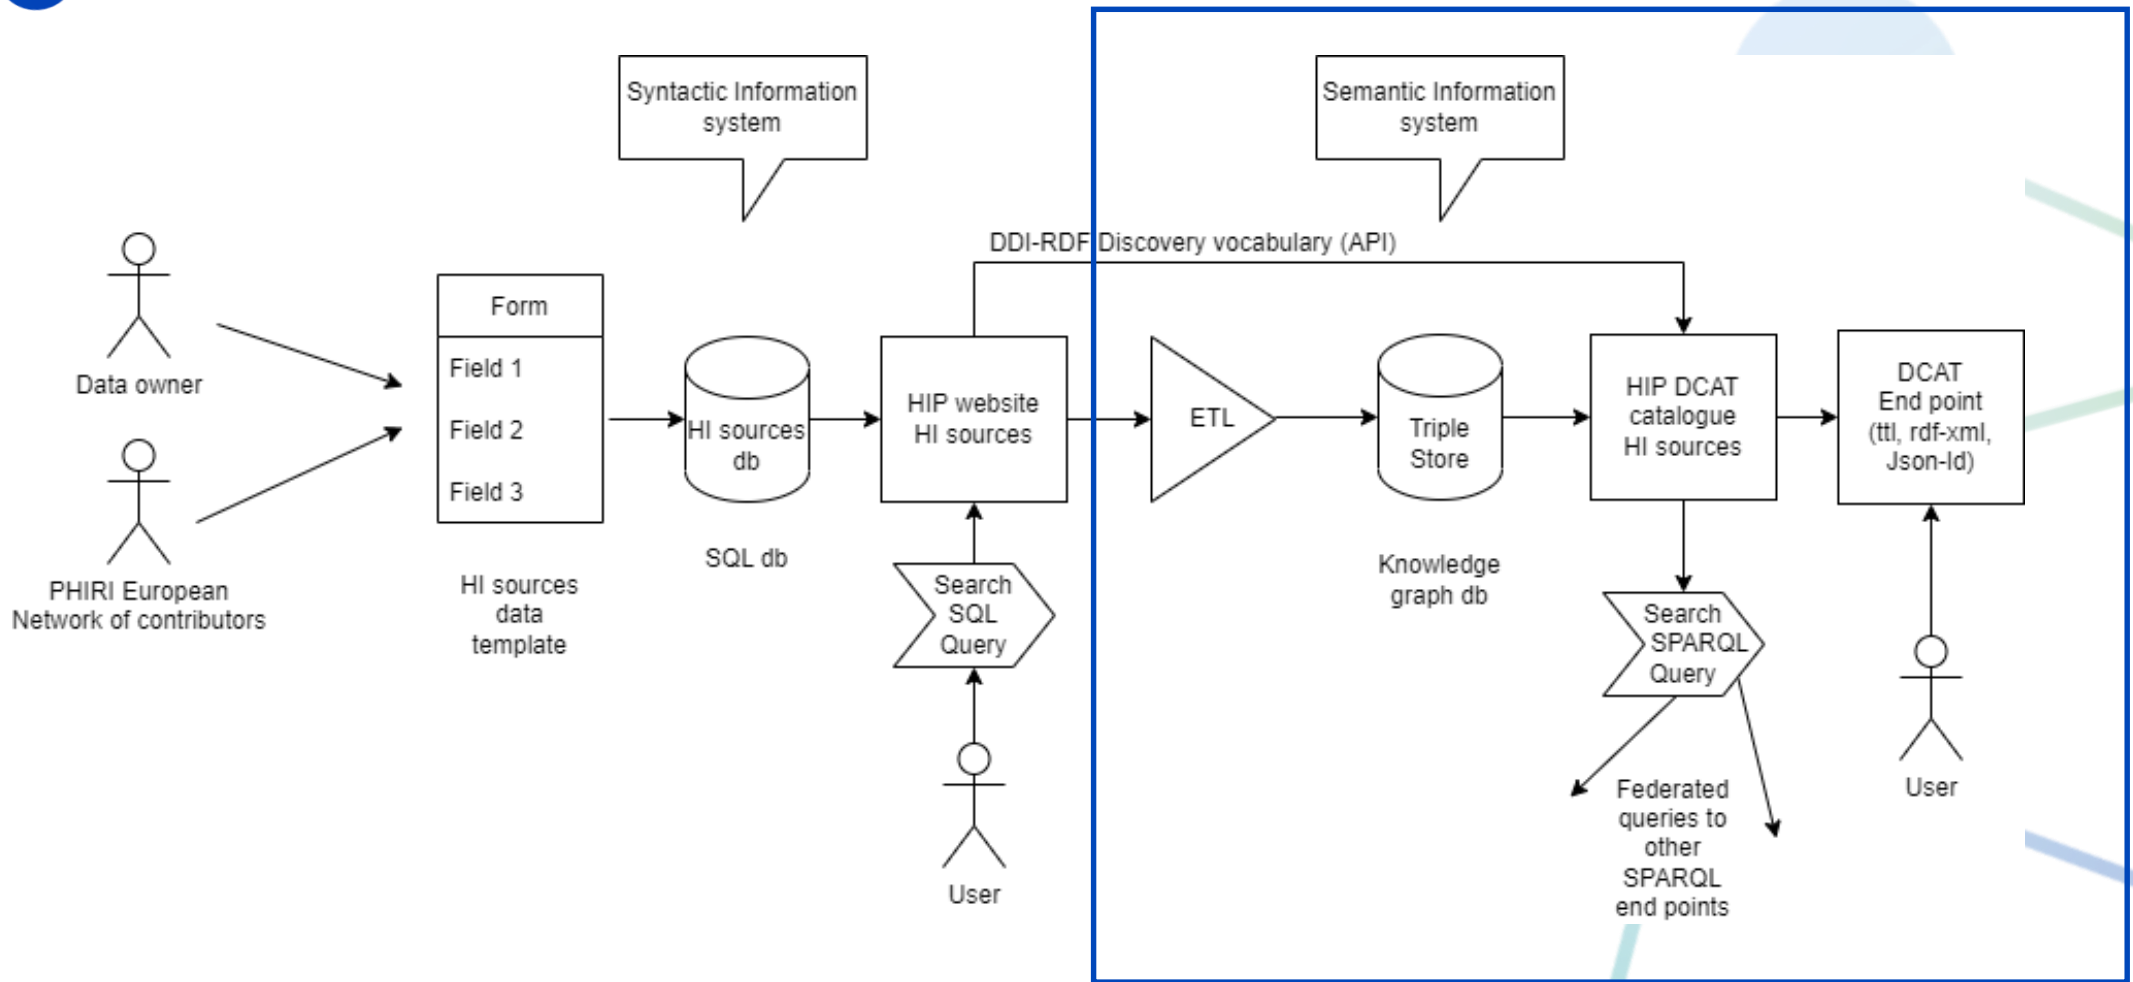 Syntactic Information
system
Semantic Information
system
DDI-RDF Discovery vocabulary (API)
Data owner
PHIRI European
Network of contributors
Form
Field 1
Field 2
Field 3
HI sources
data
template
HI sources
db
SQL db
HIP website
HI sources
Search
SQL
Query
User
ETL
Triple
Store
Knowledge
graph db
HIP DCAT
catalogue
HI sources
Search
SPARQL
Query
Federated
queries to
other
SPARQL
end points
DCAT
End point
(ttl, rdf-xml,
Json-ld)
User